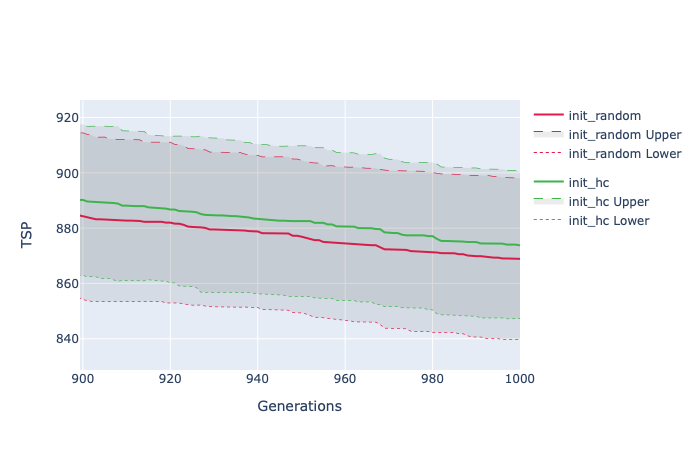 920
900
880
860
840
TSP
900
920
940
960
980
1000
Generations
init_random
init_random Upper
init_random Lower
init_hc
init_hc Upper
init_hc Lower